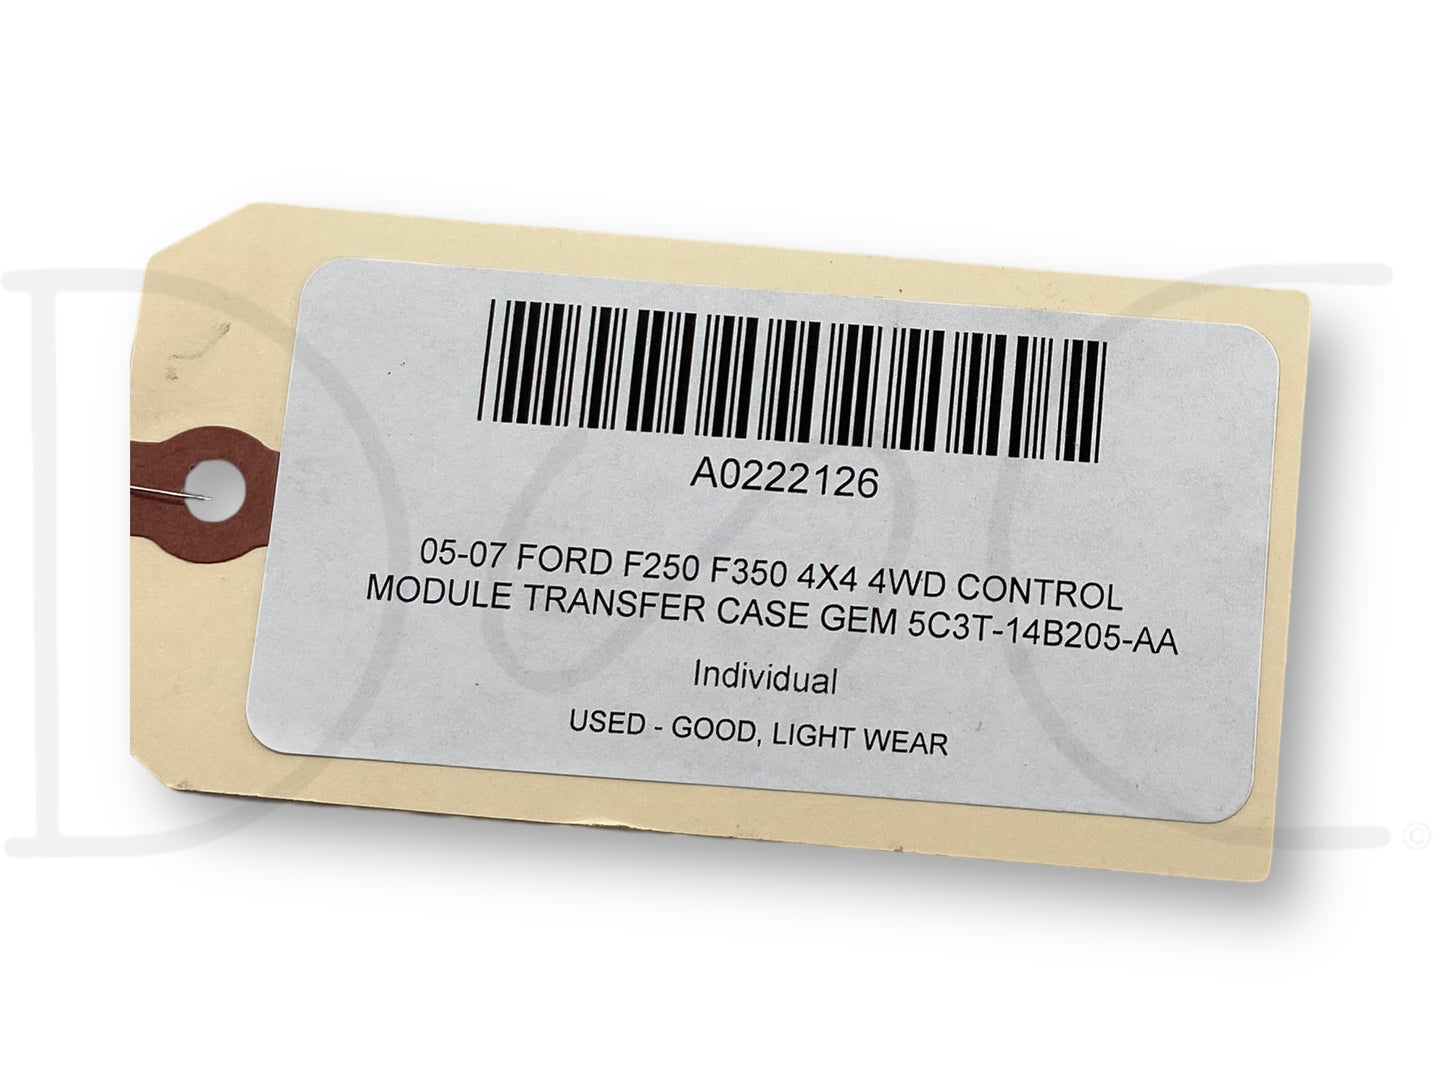 A0222126
05-07 FORD F250 F350 4X4 4WD CONTROL
MODULE TRANSFER CASE GEM 5C3T-14B205-AA
Individual
USED - GOOD, LIGHT WEAR